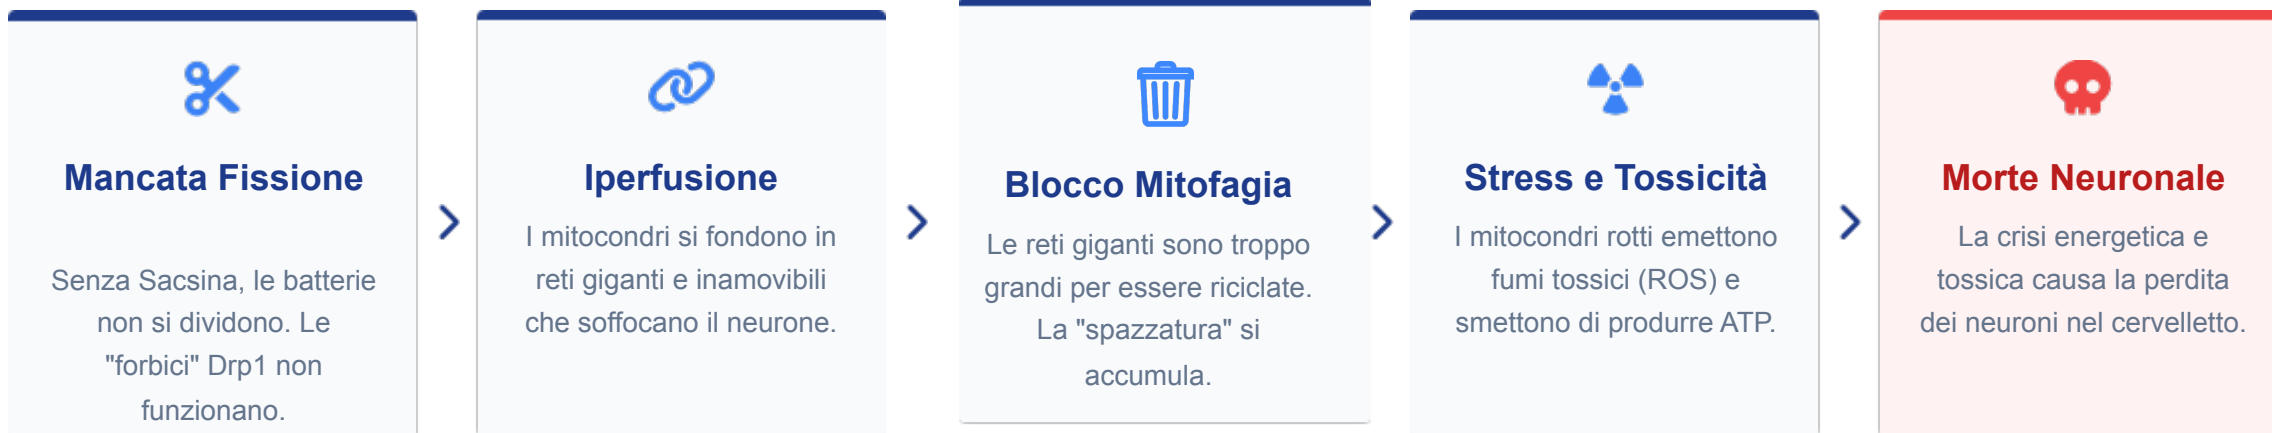 Mancata Fissione
Senza Sacsina, le batterie
non si dividono. Le
"forbici" Drp1 non
funzionano.
Iperfusione
I mitocondri si fondono in
reti giganti e inamovibili
che soffocano il neurone.
Blocco Mitofagia
Le reti giganti sono troppo
grandi per essere riciclate.
La "spazzatura" si
accumula.
Stress e Tossicità
I mitocondri rotti emettono
fumi tossici (ROS) e
smettono di produrre ATP.
Morte Neuronale
La crisi energetica e
tossica causa la perdita
dei neuroni nel cervelletto.